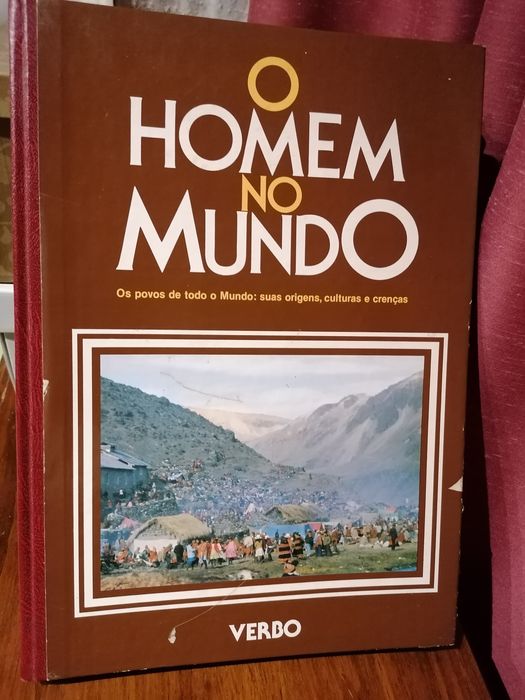 O
HOMEM
NO
MUNDO
Os povos de todo o Mundo: suas origens, culturas e crenças
VERBO